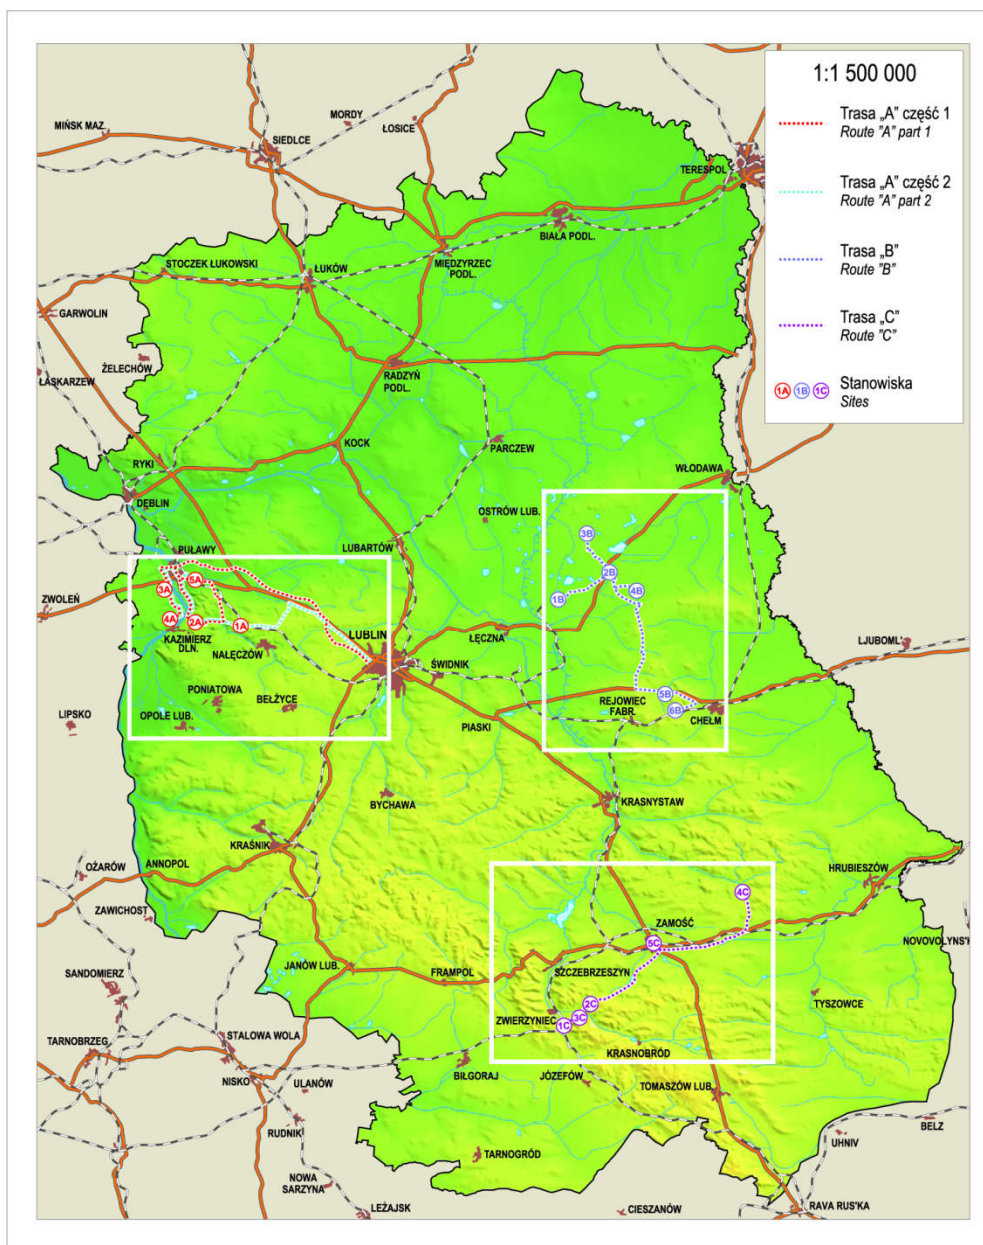 1:1 500 000
Trasa „A” część 1
Route "A" part 1
Trasa „A” część 2
Route "A" part 2
Trasa „B”
Route "B"
Trasa „C”
Route "C"
1A 1B 1C
Stanowiska
Sites
MORDY
ŁOSICE
MIŃSK MAZ.
SIEDLCE
TERESPOL
BIAŁA PODL.
MIĘDZYRZEC
PODL.
STOCZEK ŁUKOWSKI
ŁUKÓW
GARWOLIN
ŻELECHÓW
ŁASKARZEW
RADZYŃ
PODL.
KOCK
PARCZEW
RYKI
WŁODAWA
DĘBLIN
OSTRÓW LUB.
3B
LUBARTÓW
PUŁAWY
2B
5A
3A
4B
1B
ZWOLEŃ
4A
2A
1A
KAZIMIERZ
DLN.
NAŁĘCZÓW
LUBLIN
ŁĘCZNA
LJUBOML'
ŚWIDNIK
PONIATOWA
BEŁŻYCE
5B
6B
LIPSKO
OPOLE LUB.
PIASKI
REJOWIEC
FABR.
CHEŁM
BYCHAWA
KRASNYSTAW
KRAŚNIK
OŻARÓW
ANNOPOL
HRUBIESZÓW
4C
ZAWICHOST
ZAMOŚĆ
5C
NOVOVOLYNS'K
JANÓW LUB.
FRAMPOL
SZCZEBRZESZYN
SANDOMIERZ
TYSZOWCE
2C
ZWIERZYNIEC
3C
1C
STALOWA WOLA
TARNOBRZEG
KRASNOBRÓD
BIŁGORAJ
JÓZEFÓW
NISKO
ULANÓW
TOMASZÓW LUB.
RUDNIK
BELZ
UHNIV
TARNOGRÓD
NOWA
SARZYNA
LEŻAJSK
CIESZANÓW
RAVA RUS'KA